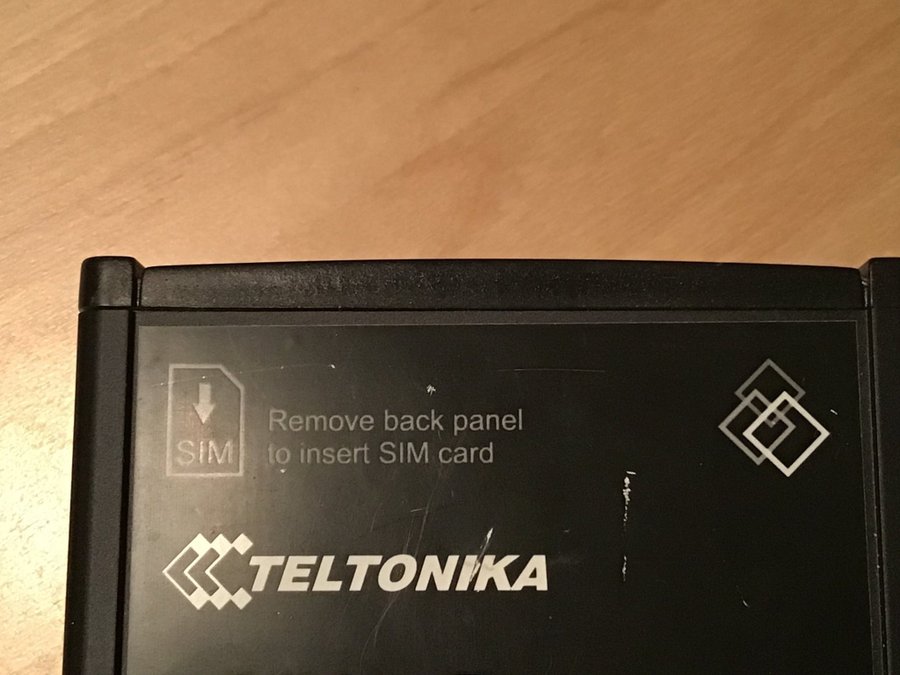 SIM
Remove back panel
to insert SIM card
TELTONIKA